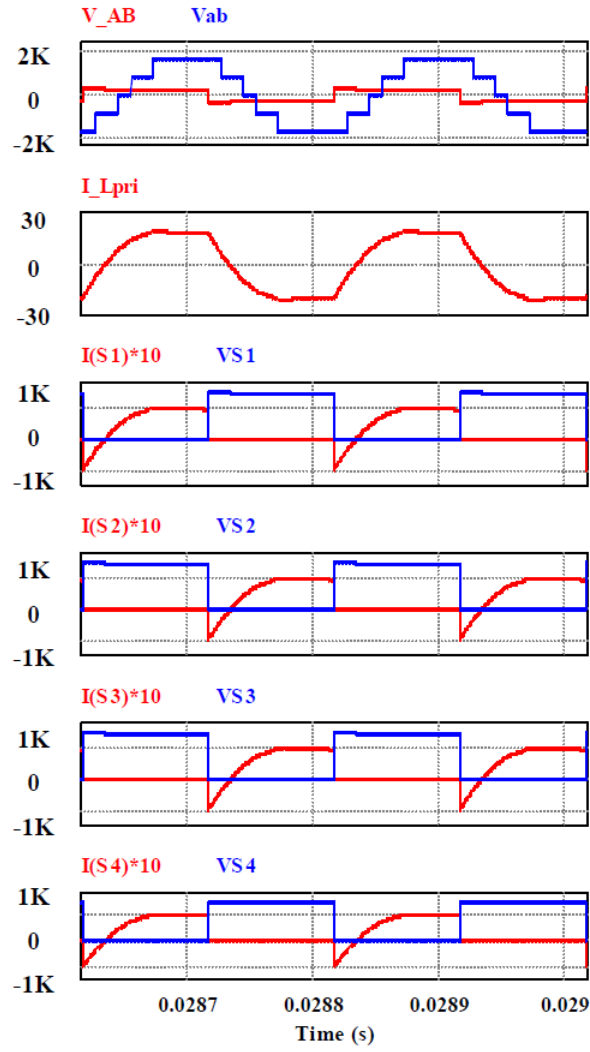 V_AB Vab
2K
0
-2K
I_Lpri
30
0
-30
I(S1)*10 VS1
1K
0
-1K
I(S2)*10 VS2
1K
0
-1K
I(S3)*10 VS3
1K
0
-1K
I(S4)*10 VS4
1K
0
-1K
0.0287 0.0288 0.0289 0.029
Time (s)